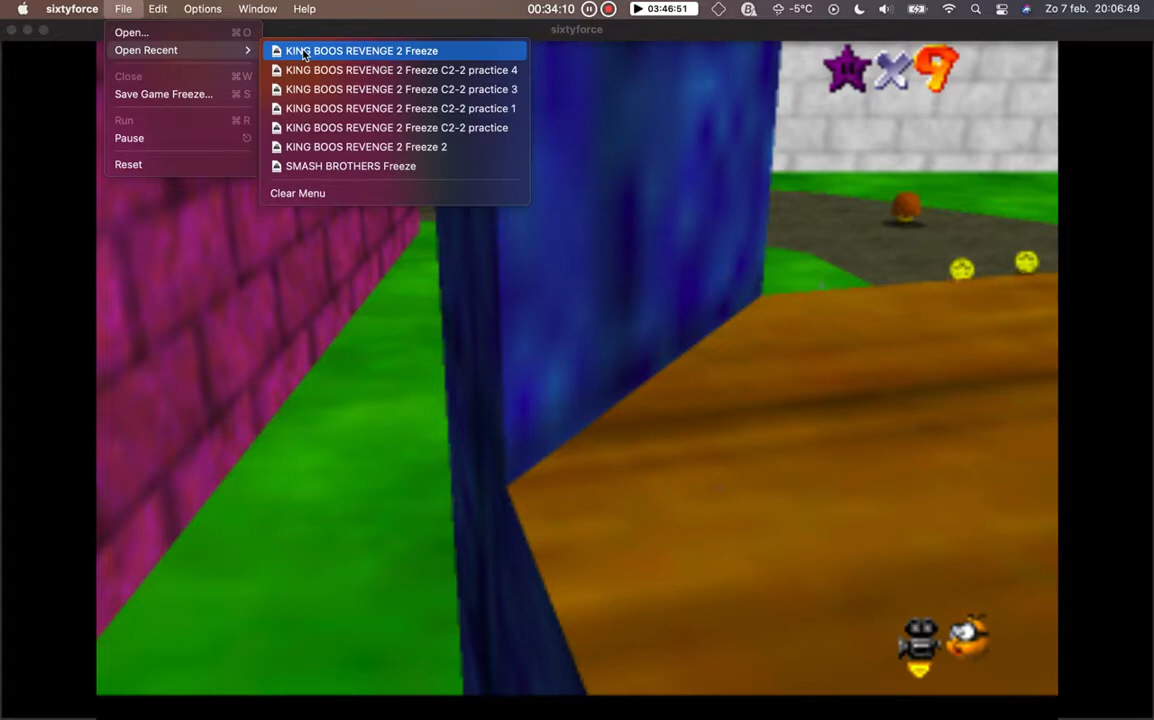 sixtyforce File Edit Options Window Help 00:34:10 03:46:51 -5°C Zo 7 feb. 20:06:49
sixtyforce
Open... ⌘O
Open Recent >
Close ⌘W
Save Game Freeze... ⌘S
Run ⌘R
Pause
Reset
KING BOOS REVENGE 2 Freeze
KING BOOS REVENGE 2 Freeze C2-2 practice 4
KING BOOS REVENGE 2 Freeze C2-2 practice 3
KING BOOS REVENGE 2 Freeze C2-2 practice 1
KING BOOS REVENGE 2 Freeze C2-2 practice
KING BOOS REVENGE 2 Freeze 2
SMASH BROTHERS Freeze
Clear Menu
X9